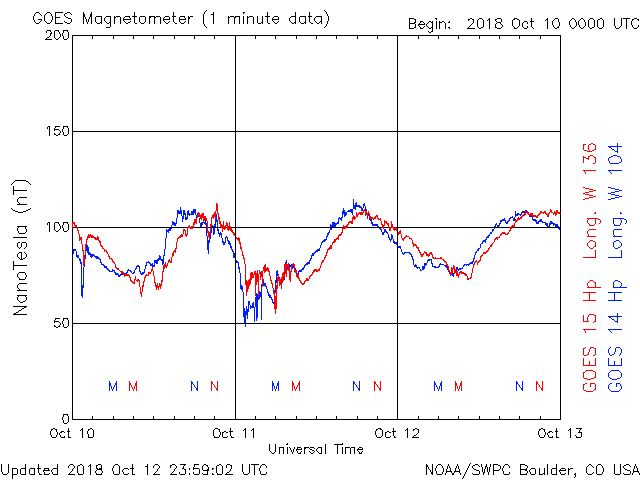 GOES Magnetometer (1 minute data)
Begin: 2018 Oct 10 0000 UTC
200
150
100
50
0
NanoTesla (nT)
M M N N M M N N M M N N
Oct 10 Oct 11 Oct 12 Oct 13
Universal Time
GOES 15 Hp Long. W 136
GOES 14 Hp Long. W 104
Updated 2018 Oct 12 23:59:02 UTC
NOAA/SWPC Boulder, CO USA